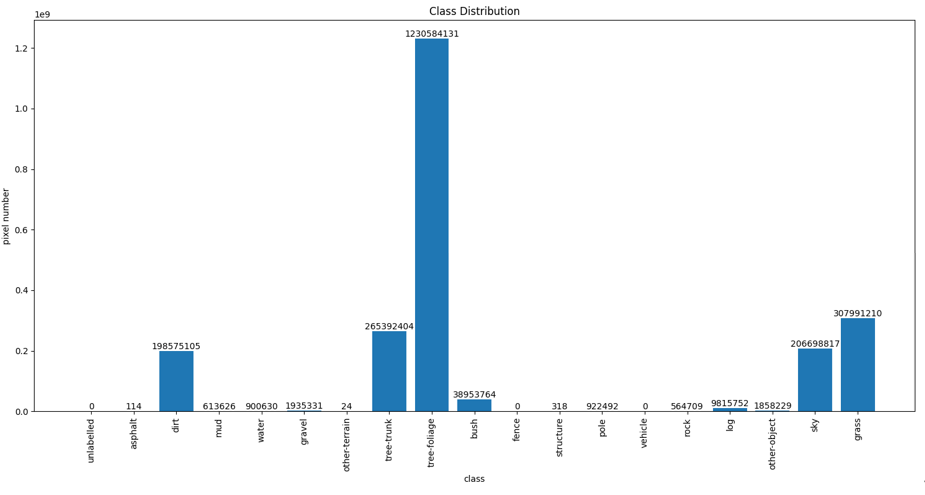 Class Distribution
1e9
pixel number
1.2
1.0
0.8
0.6
0.4
0.2
0.0
0
114
198575105
613626
900630
1935331
24
265392404
1230584131
38953764
0
318
922492
0
564709
9815752
1858229
206698817
307991210
unlabelled
asphalt
dirt
mud
water
gravel
other-terrain
tree-trunk
tree-foliage
bush
fence
structure
pole
vehicle
rock
log
other-object
sky
grass
class